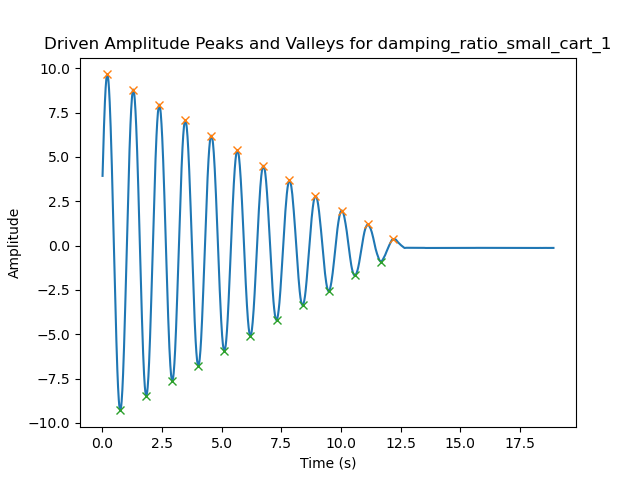 Driven Amplitude Peaks and Valleys for damping_ratio_small_cart_1
10.0
7.5
5.0
2.5
0.0
−2.5
−5.0
−7.5
−10.0
Amplitude
0.0 2.5 5.0 7.5 10.0 12.5 15.0 17.5
Time (s)